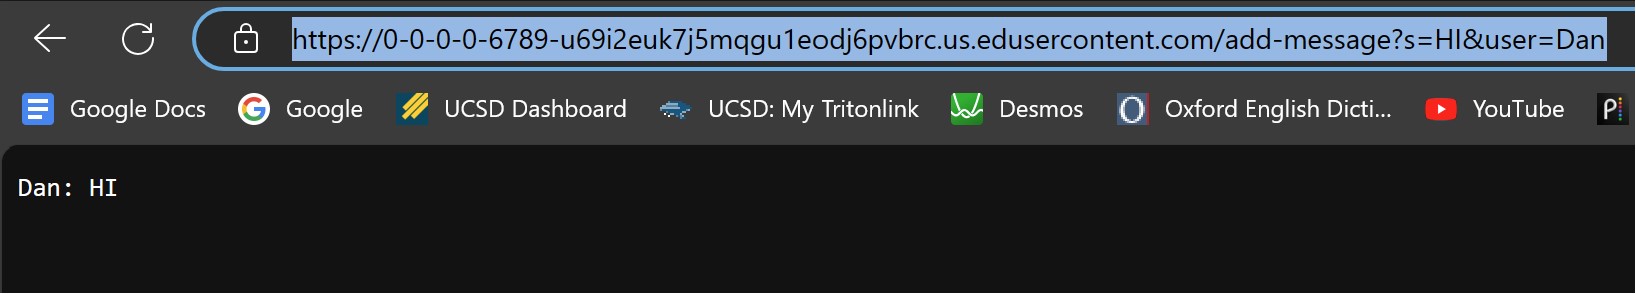 https://0-0-0-0-6789-u69i2euk7j5mqgu1eodj6pvbrc.us.edusercontent.com/add-message?s=HI&user=Dan
Google Docs Google UCSD Dashboard UCSD: My Tritonlink Desmos Oxford English Dicti... YouTube
Dan: HI